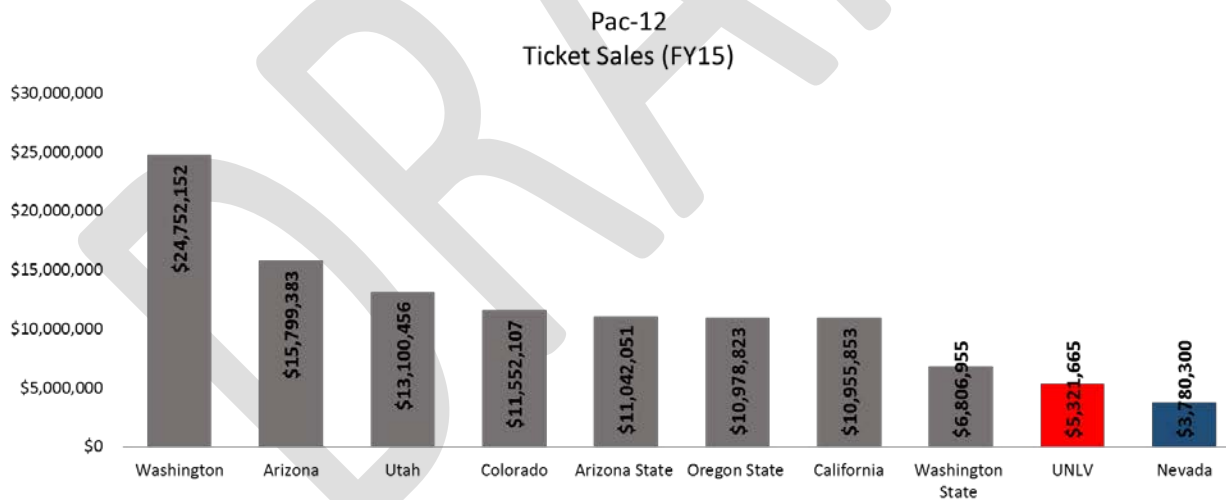 Pac-12
Ticket Sales (FY15)
$30,000,000
$25,000,000
$20,000,000
$15,000,000
$10,000,000
$5,000,000
$0
$24,752,152
$15,799,383
$13,100,456
$11,552,107
$11,042,051
$10,978,823
$10,955,853
$6,806,955
$5,321,665
$3,780,300
Washington
Arizona
Utah
Colorado
Arizona State
Oregon State
California
Washington
State
UNLV
Nevada